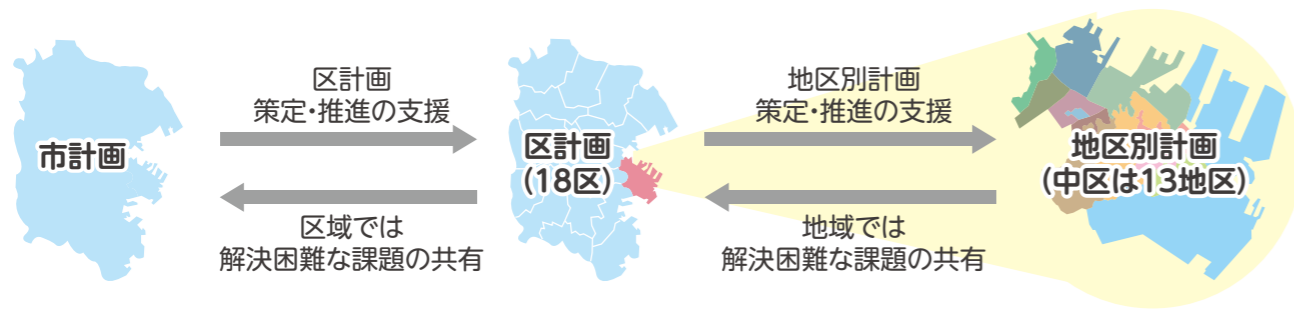 市計画
区計画
策定・推進の支援
区域では
解決困難な課題の共有
区計画
(18区)
地区別計画
策定・推進の支援
地域では
解決困難な課題の共有
地区別計画
(中区は13地区)